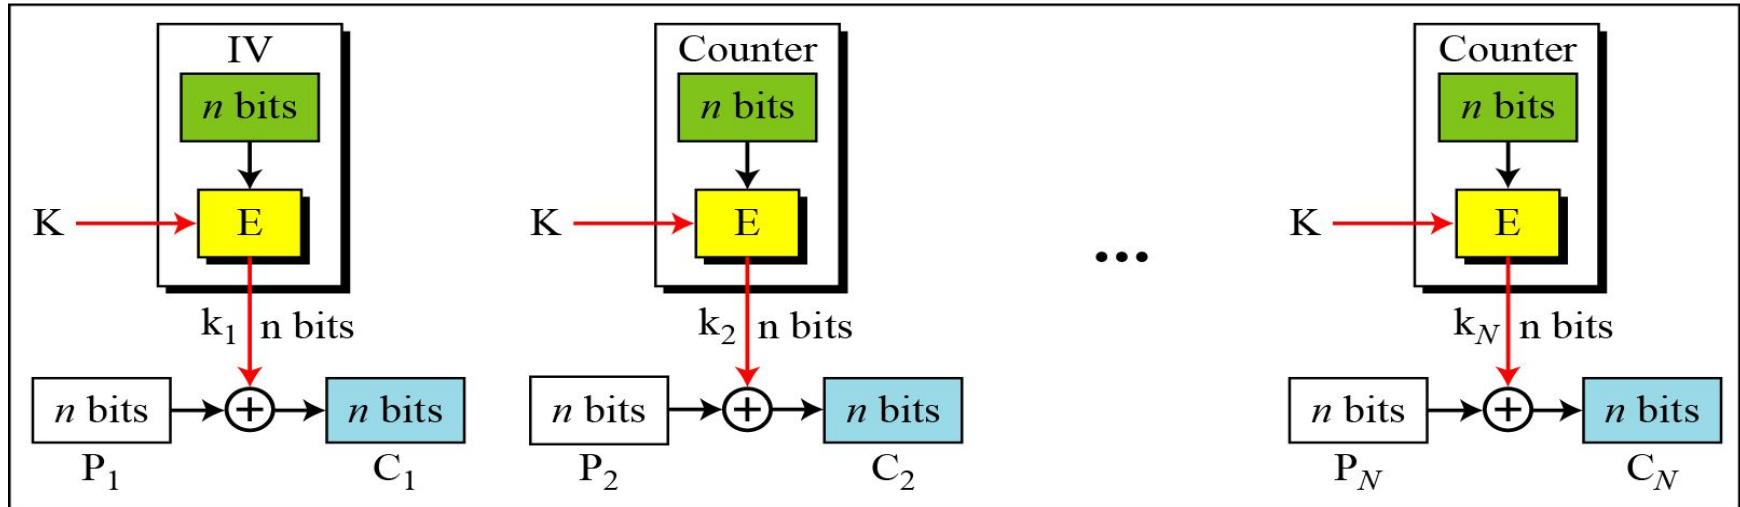 IV Counter Counter
n bits n bits n bits
K E K E ... K E
k1 n bits k2 n bits kN n bits
n bits + n bits n bits + n bits n bits + n bits
P1 C1 P2 C2 PN CN